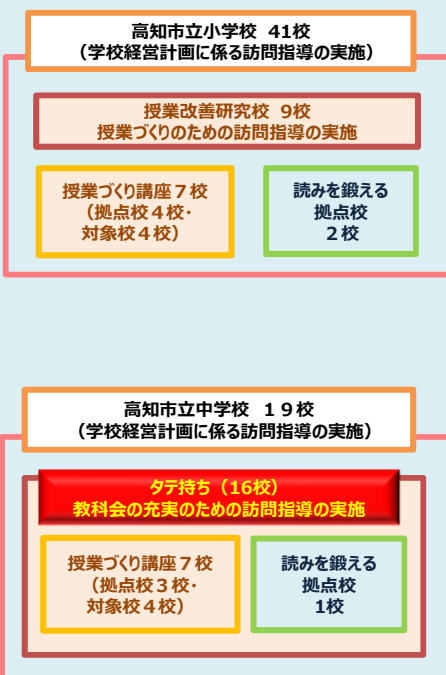 高知市立小学校 41校
（学校経営計画に係る訪問指導の実施）
授業改善研究校 9校
授業づくりのための訪問指導の実施
授業づくり講座７校
（拠点校４校・
対象校４校）
読みを鍛える
拠点校
２校
高知市立中学校 １９校
（学校経営計画に係る訪問指導の実施）
タテ持ち（16校）
教科会の充実のための訪問指導の実施
授業づくり講座７校
（拠点校３校・
対象校４校）
読みを鍛える
拠点校
1校